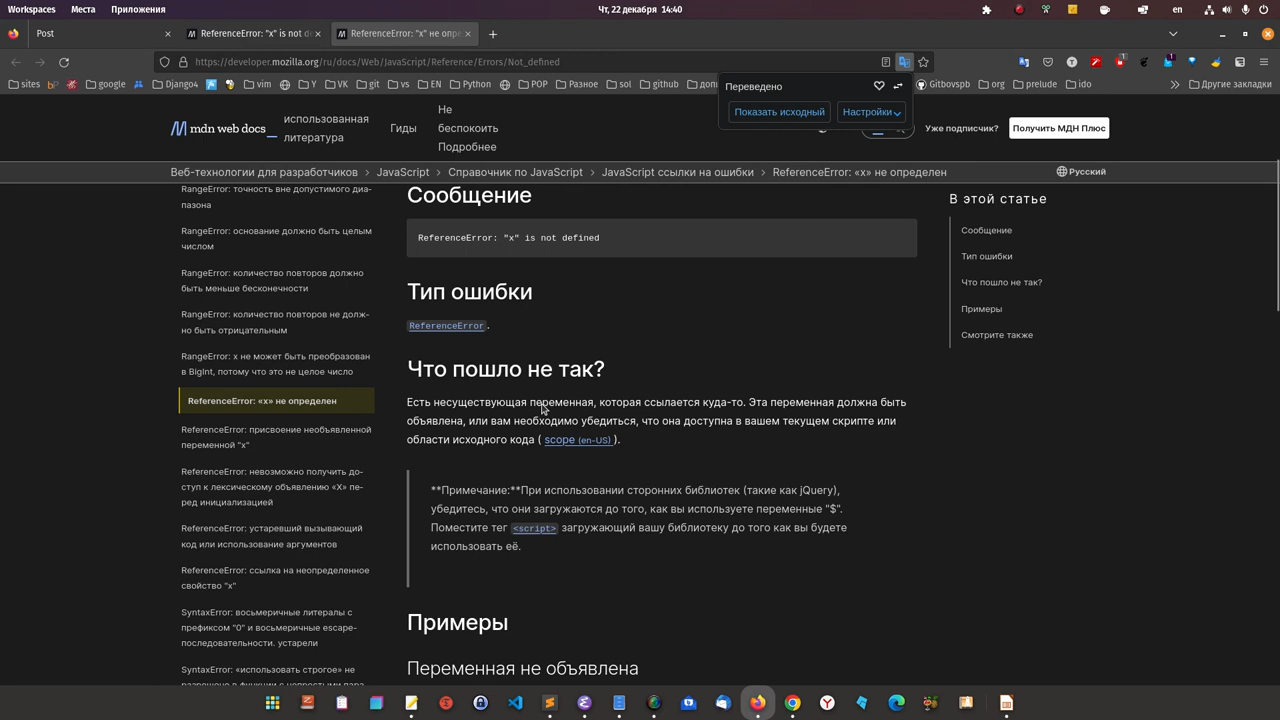 Workspaces Места Приложения Чт, 22 декабря 14:40 en
Post ReferenceError: "x" is not de ReferenceError: "x" не опре
https://developer.mozilla.org/ru/docs/Web/JavaScript/Reference/Errors/Not_defined
sites google Django4 vim Python EN git POP sql github Gitbovspb org prelude ido Другие закладки
Переведено
Показать исходный Настройки
mdn web docs
использованная
литература
Гиды
Не
беспокоить
Подробнее
Уже подписчик? Получить МДН Плюс
Веб-технологии для разработчиков JavaScript Справочник по JavaScript JavaScript ссылки на ошибки ReferenceError: «x» не определен Русский
RangeError: точность вне допустимого диа-
пазона
RangeError: основание должно быть целым
числом
RangeError: количество повторов должно
быть меньше бесконечности
RangeError: количество повторов не долж-
но быть отрицательным
RangeError: x не может быть преобразован
в BigInt, потому что это не целое число
ReferenceError: «x» не определен
ReferenceError: присвоение необъявленной
переменной "x"
ReferenceError: невозможно получить до-
ступ к лексическому объявлению «X» пе-
ред инициализацией
ReferenceError: устаревший вызывающий
код или использование аргументов
ReferenceError: ссылка на неопределенное
свойство "x"
SyntaxError: восьмеричные литералы с
префиксом "0" и восьмеричные escape-
последовательности. устарели
SyntaxError: «использовать строгое» не
Сообщение
ReferenceError: "x" is not defined
Тип ошибки
ReferenceError.
Что пошло не так?
Есть несуществующая переменная, которая ссылается куда-то. Эта переменная должна быть
объявлена, или вам необходимо убедиться, что она доступна в вашем текущем скрипте или
области исходного кода ( scope (en-US) ).
**Примечание:**При использовании сторонних библиотек (такие как jQuery),
убедитесь, что они загружаются до того, как вы используете переменные "$".
Поместите тег <script> загружающий вашу библиотеку до того как вы будете
использовать её.
Примеры
Переменная не объявлена
В этой статье
Сообщение
Тип ошибки
Что пошло не так?
Примеры
Смотрите также